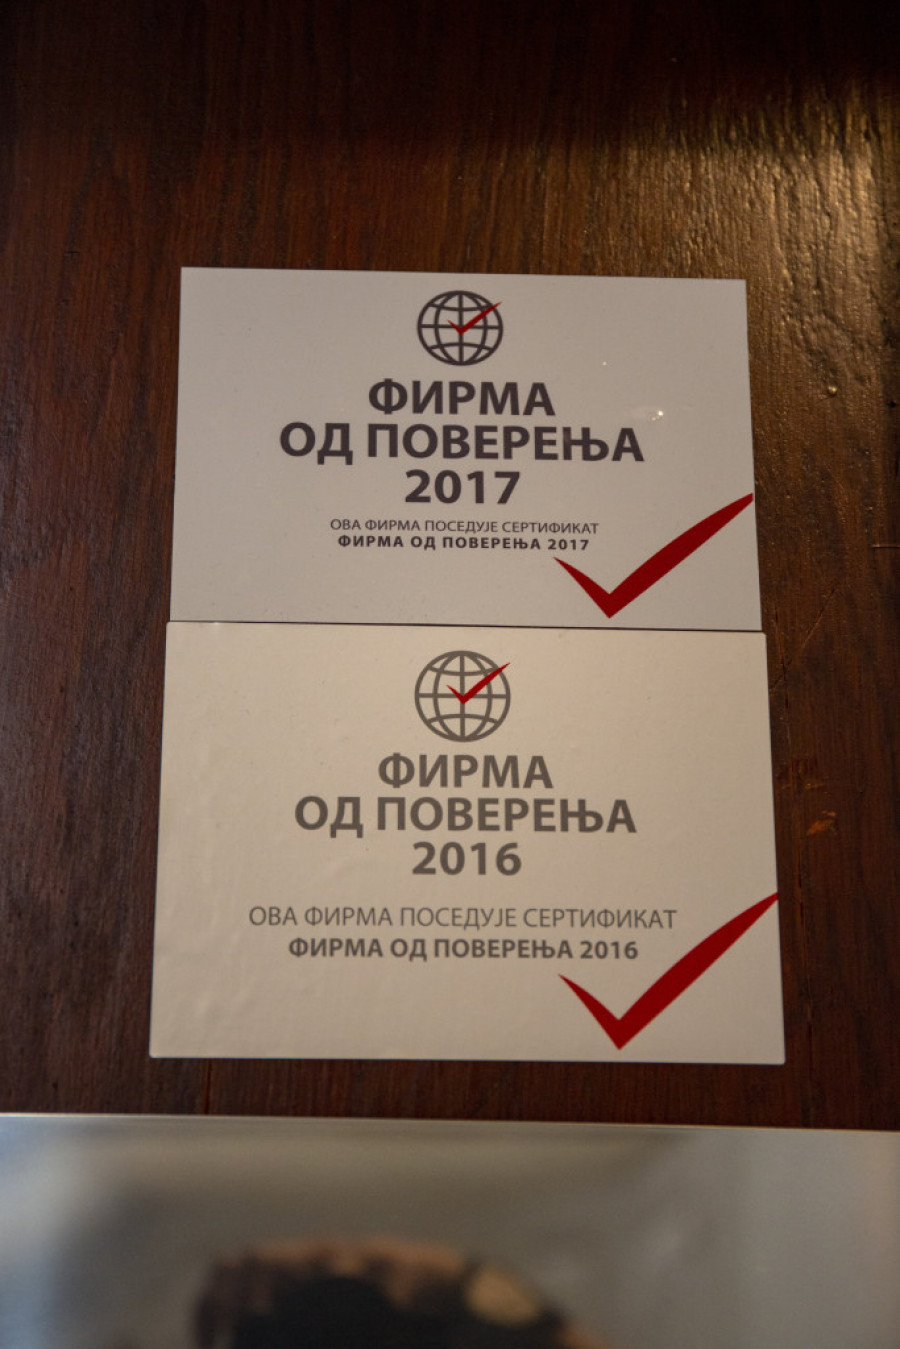 ФИРМА
ОД ПОВЕРЕЊА
2017
ОВА ФИРМА ПОСЕДУЈЕ СЕРТИФИКАТ
ФИРМА ОД ПОВЕРЕЊА 2017
ФИРМА
ОД ПОВЕРЕЊА
2016
ОВА ФИРМА ПОСЕДУЈЕ СЕРТИФИКАТ
ФИРМА ОД ПОВЕРЕЊА 2016